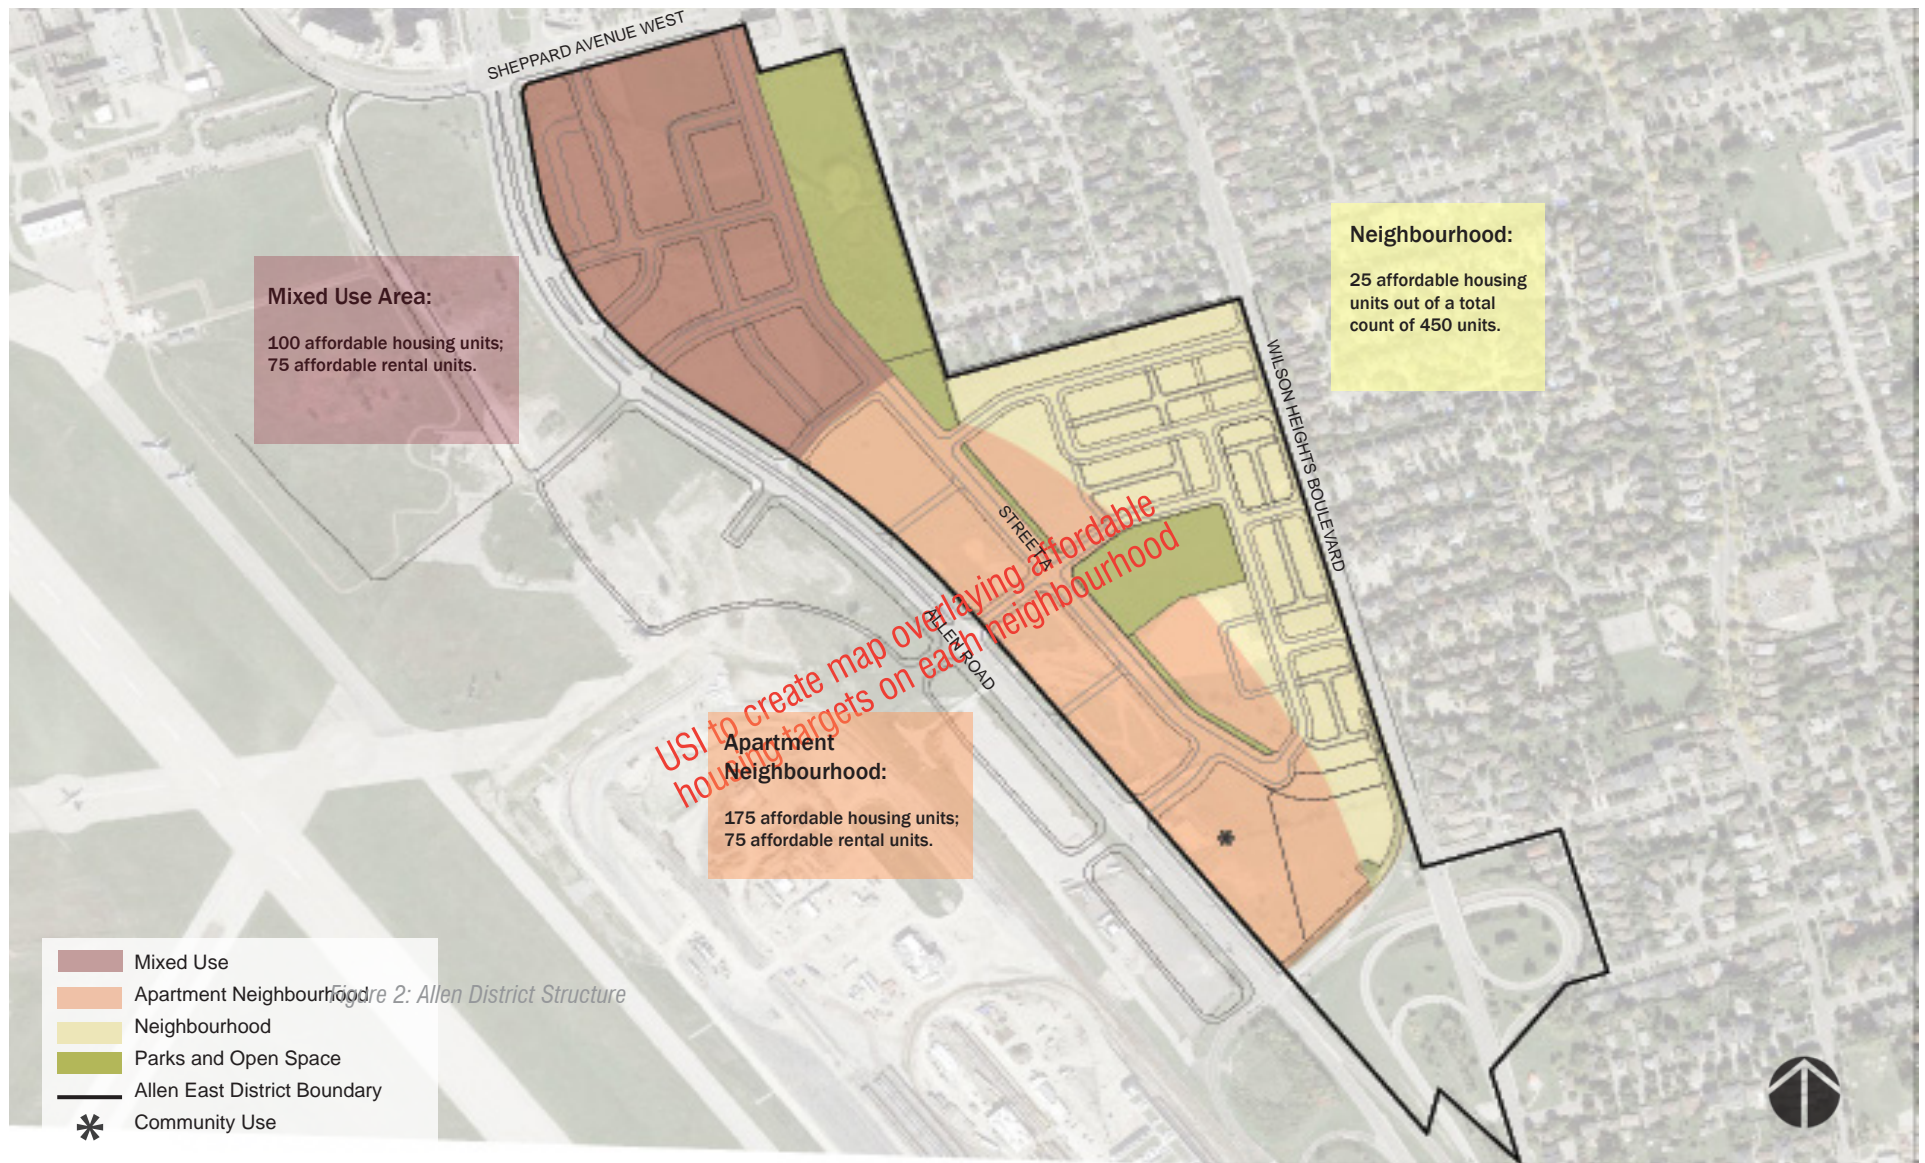 SHEPPARD AVENUE WEST
Mixed Use Area:
100 affordable housing units;
75 affordable rental units.
Neighbourhood:
25 affordable housing
units out of a total
count of 450 units.
WILSON HEIGHTS BOULEVARD
STREET A
ALLEN ROAD
USI to create map overlaying affordable
housing targets on each neighbourhood
Apartment
Neighbourhood:
175 affordable housing units;
75 affordable rental units.
Mixed Use
Apartment Neighbourhood
Neighbourhood
Parks and Open Space
Allen East District Boundary
Community Use
Figure 2: Allen District Structure